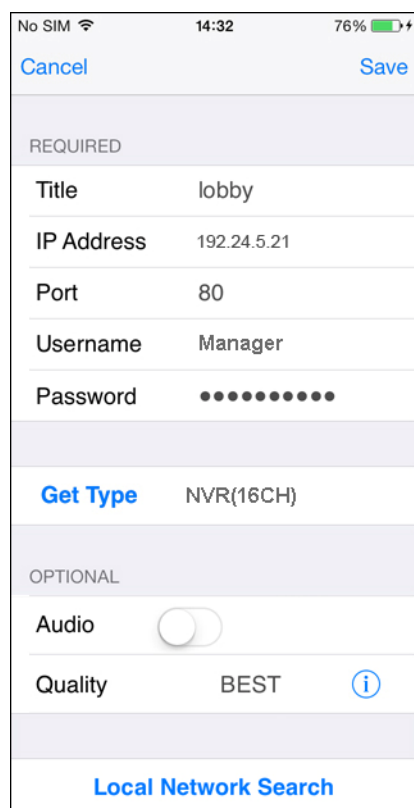 No SIM 14:32 76%
Cancel Save
REQUIRED
Title lobby
IP Address 192.24.5.21
Port 80
Username Manager
Password ●●●●●●●●●●
Get Type NVR(16CH)
OPTIONAL
Audio
Quality BEST i
Local Network Search